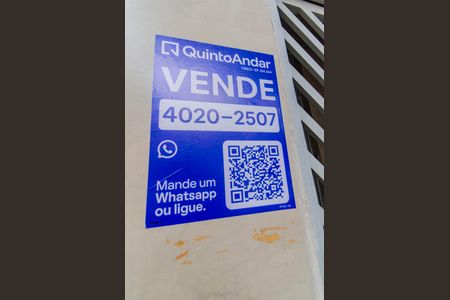 QuintoAndar
VENDE
4020-2507
Mande um
Whatsapp
ou ligue.